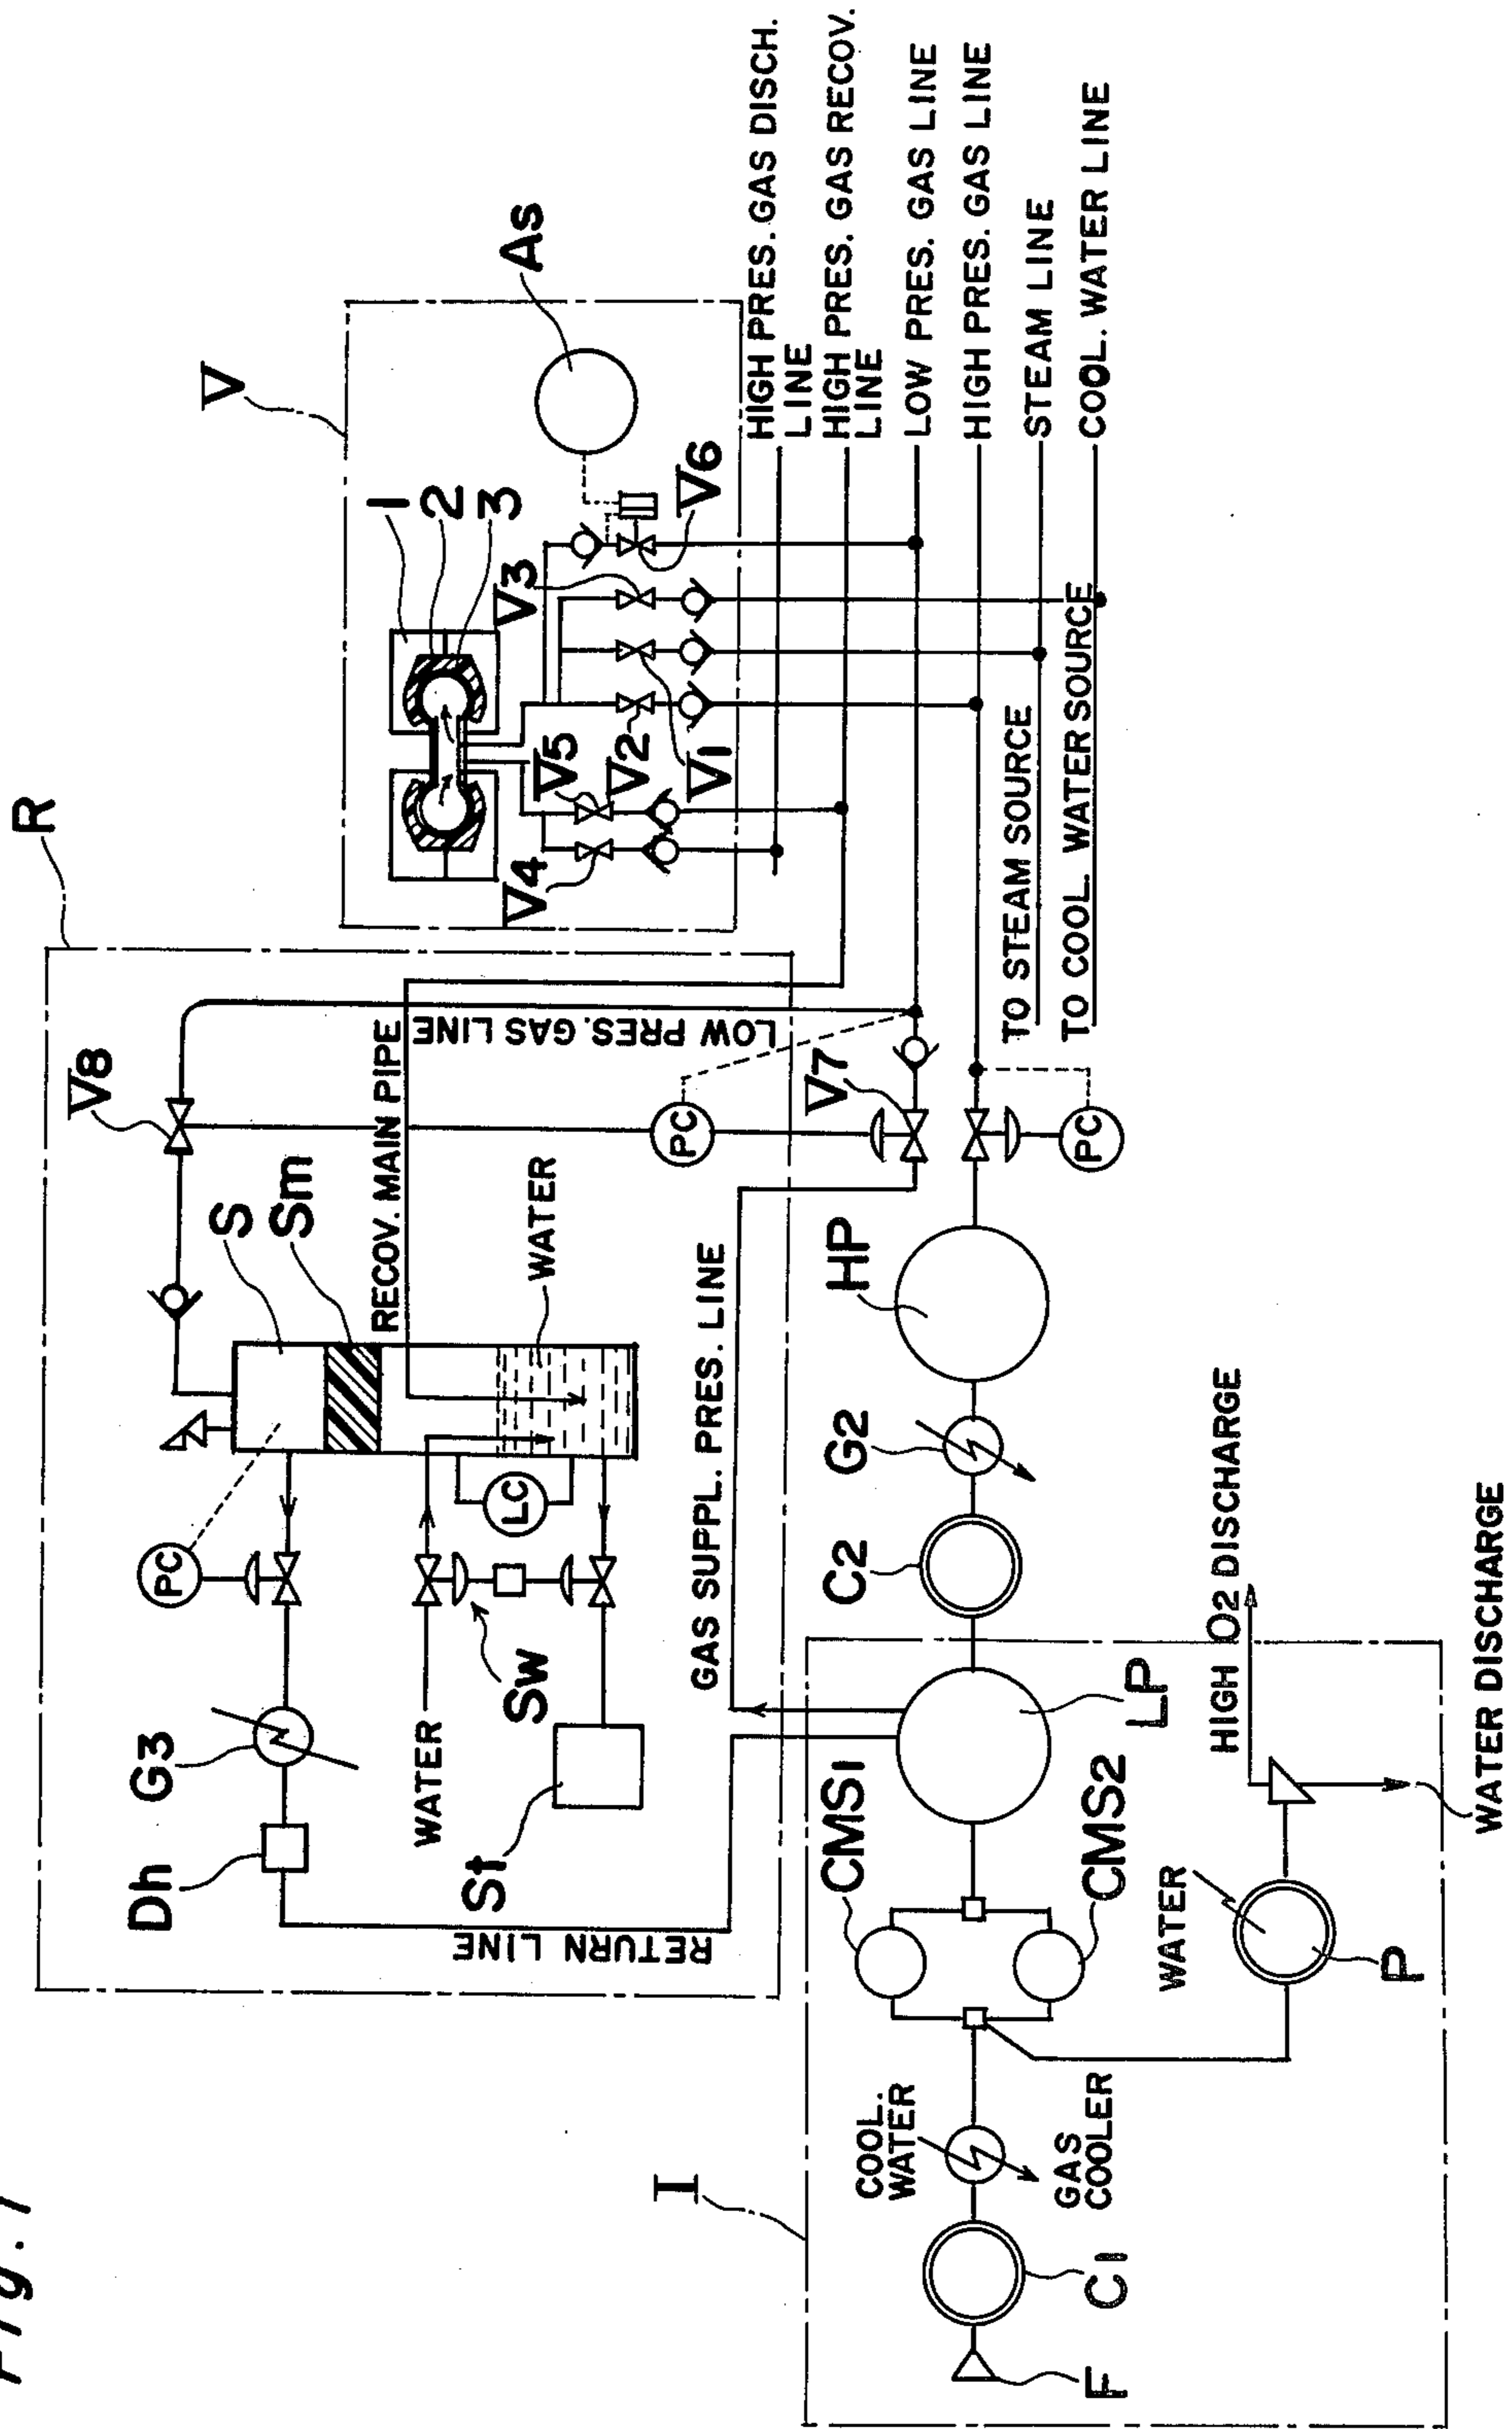 Fig. 1
R
V
V8
S
Sm
RECOV. MAIN PIPE
LOW PRES. GAS LINE
PC
PC
G3
Dh
WATER
WATER
LC
Sw
St
RETURN LINE
GAS SUPPL. PRES. LINE
PC
V7
1
2
3
V3
V6
As
V5
V2
V1
V4
HIGH PRES. GAS DISCH.
LINE
HIGH PRES. GAS RECOV.
LINE
LOW PRES. GAS LINE
HIGH PRES. GAS LINE
STEAM LINE
COOL. WATER LINE
TO STEAM SOURCE
TO COOL. WATER SOURCE
HP
G2
C2
LP
CMS1
CMS2
I
COOL.
WATER
GAS
COOLER
C1
F
WATER
P
HIGH O2 DISCHARGE
WATER DISCHARGE